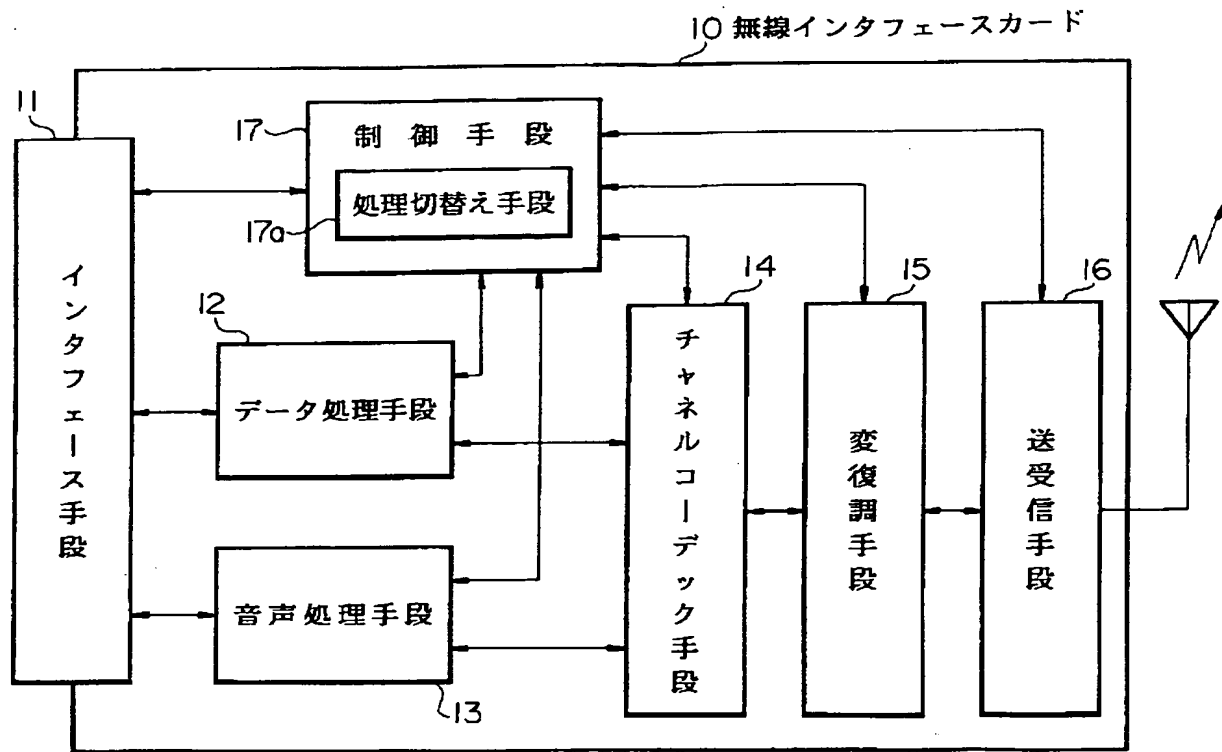 10 無線インタフェースカード
11
インタフェース手段
17
制御手段
処理切替え手段
17a
12
データ処理手段
音声処理手段
13
14
チャネルコーデック手段
15
変復調手段
16
送受信手段